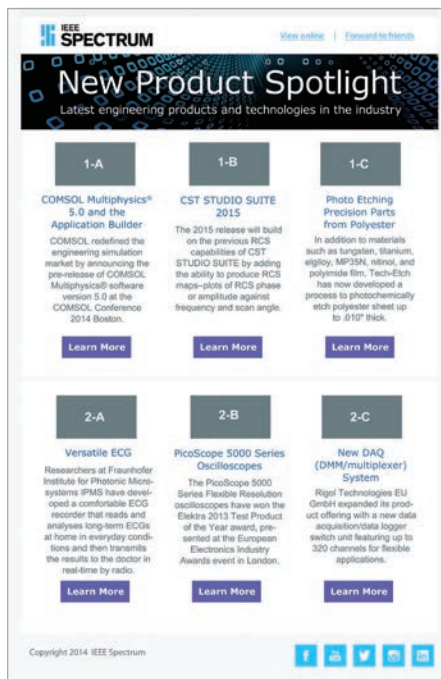 IEEE
SPECTRUM
View online | Forward to friends
New Product Spotlight
Latest engineering products and technologies in the industry
1-A
COMSOL Multiphysics®
5.0 and the
Application Builder
COMSOL redefined the
engineering simulation
market by announcing the
pre-release of COMSOL
Multiphysics® software
version 5.0 at the
COMSOL Conference
2014 Boston.
Learn More
1-B
CST STUDIO SUITE
2015
The 2015 release will build
on the previous RCS
capabilities of CST
STUDIO SUITE by adding
the ability to produce RCS
maps–plots of RCS phase
or amplitude against
frequency and scan angle.
Learn More
1-C
Photo Etching
Precision Parts
from Polyester
In addition to materials
such as tungsten, titanium,
elgiloy, MP35N, nitinol, and
polyimide film, Tech-Etch
has now developed a
process to photochemically
etch polyester sheet up
to .010" thick.
Learn More
2-A
Versatile ECG
Researchers at Fraunhofer
Institute for Photonic Micro-
systems IPMS have devel-
oped a comfortable ECG
recorder that reads and
analyses long-term ECGs
at home in everyday condi-
tions and then transmits
the results to the doctor in
real-time by radio.
Learn More
2-B
PicoScope 5000 Series
Oscilloscopes
The PicoScope 5000
Series Flexible Resolution
oscilloscopes have won the
Elektra 2013 Test Product
of the Year award, pre-
sented at the European
Electronics Industry
Awards event in London.
Learn More
2-C
New DAQ
(DMM/multiplexer)
System
Rigol Technologies EU
GmbH expanded its prod-
uct offering with a new data
acquisition/data logger
switch unit featuring up to
320 channels for flexible
applications.
Learn More
Copyright 2014 IEEE Spectrum